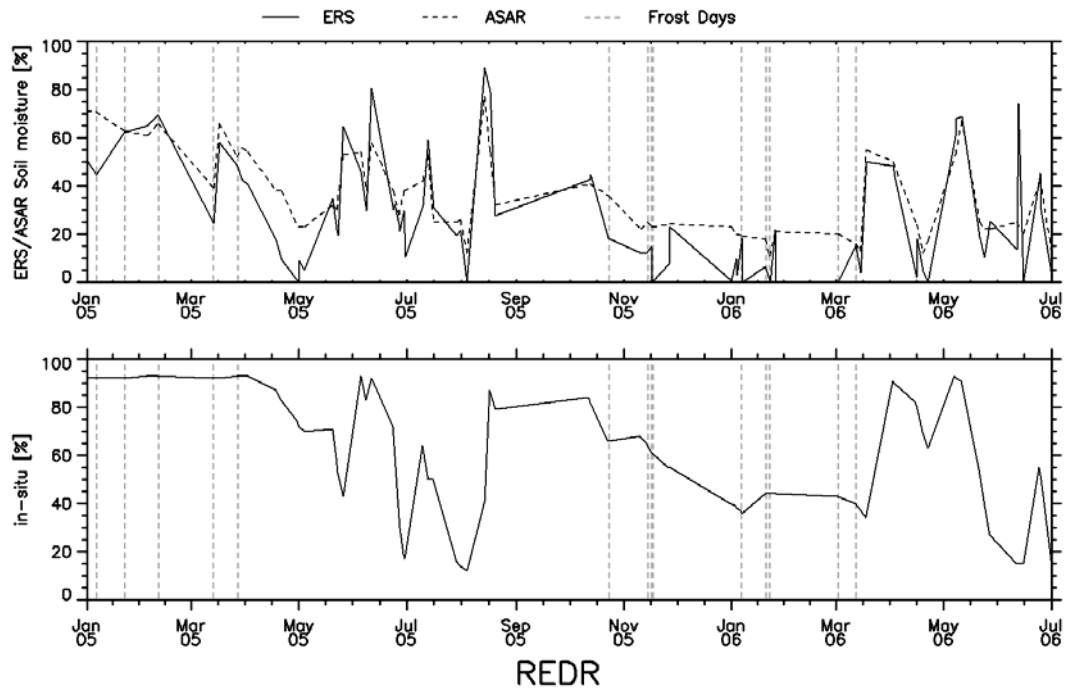 ERS ASAR Frost Days
ERS/ASAR Soil moisture [%]
100
80
60
40
20
0
Jan Mar May Jul Sep Nov Jan Mar May Jul
05 05 05 05 05 05 06 06 06 06
in-situ [%]
100
80
60
40
20
0
Jan Mar May Jul Sep Nov Jan Mar May Jul
05 05 05 05 05 05 06 06 06 06
REDR